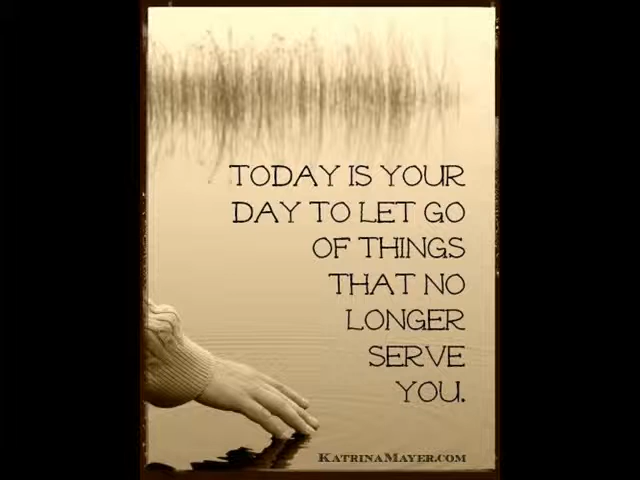 TODAY IS YOUR
DAY TO LET GO
OF THINGS
THAT NO
LONGER
SERVE
YOU.
KATRINAMAYER.COM